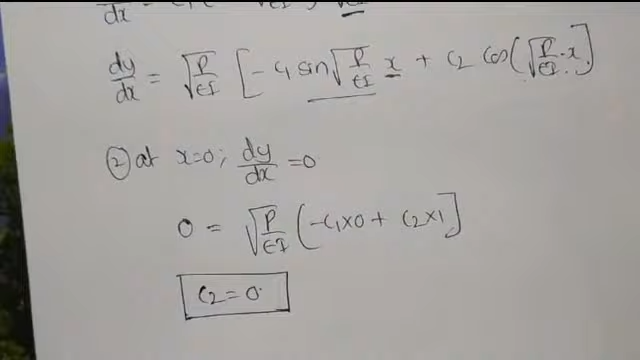 dy/dx = √(P/EI) [-C1 sin √(P/EI) x + C2 cos(√(P/EI) · x)]
② at x=0; dy/dx = 0
0 = √(P/EI) (-C1×0 + C2×1]
C2 = 0